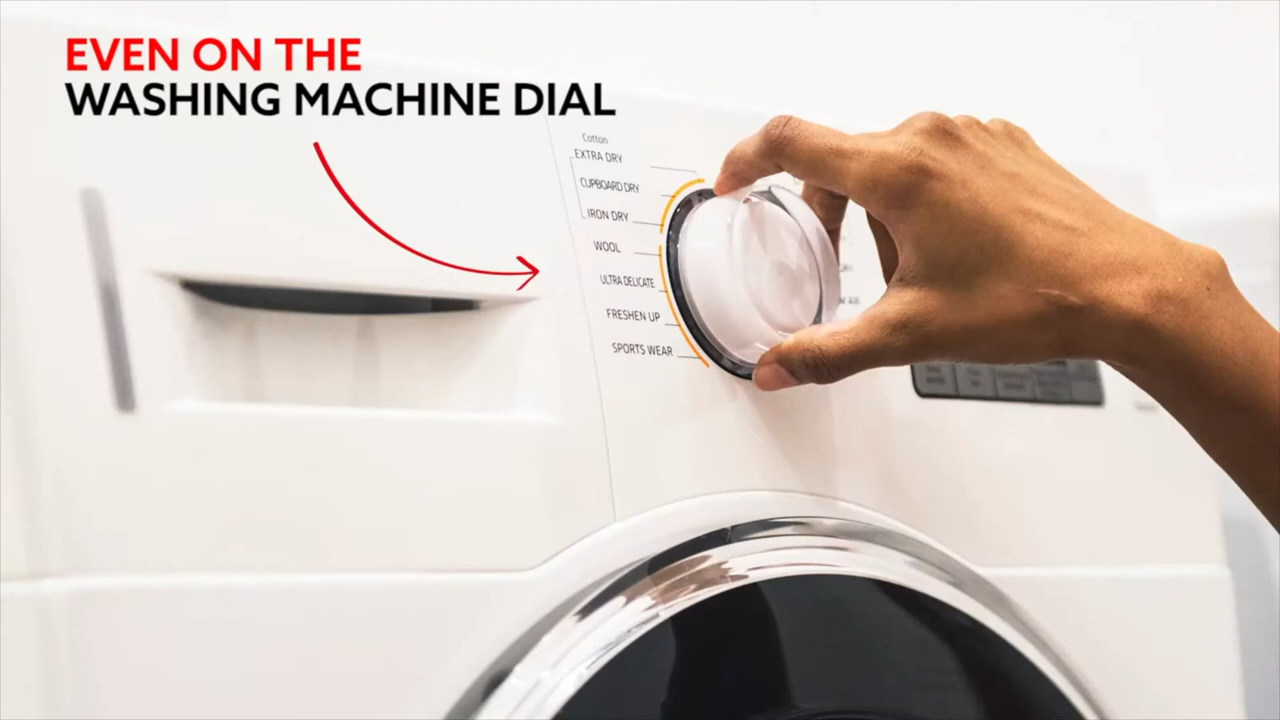 EVEN ON THE
WASHING MACHINE DIAL
Cotton
EXTRA DRY
CUPBOARD DRY
IRON DRY
WOOL
ULTRA DELICATE
FRESHEN UP
SPORTS WEAR